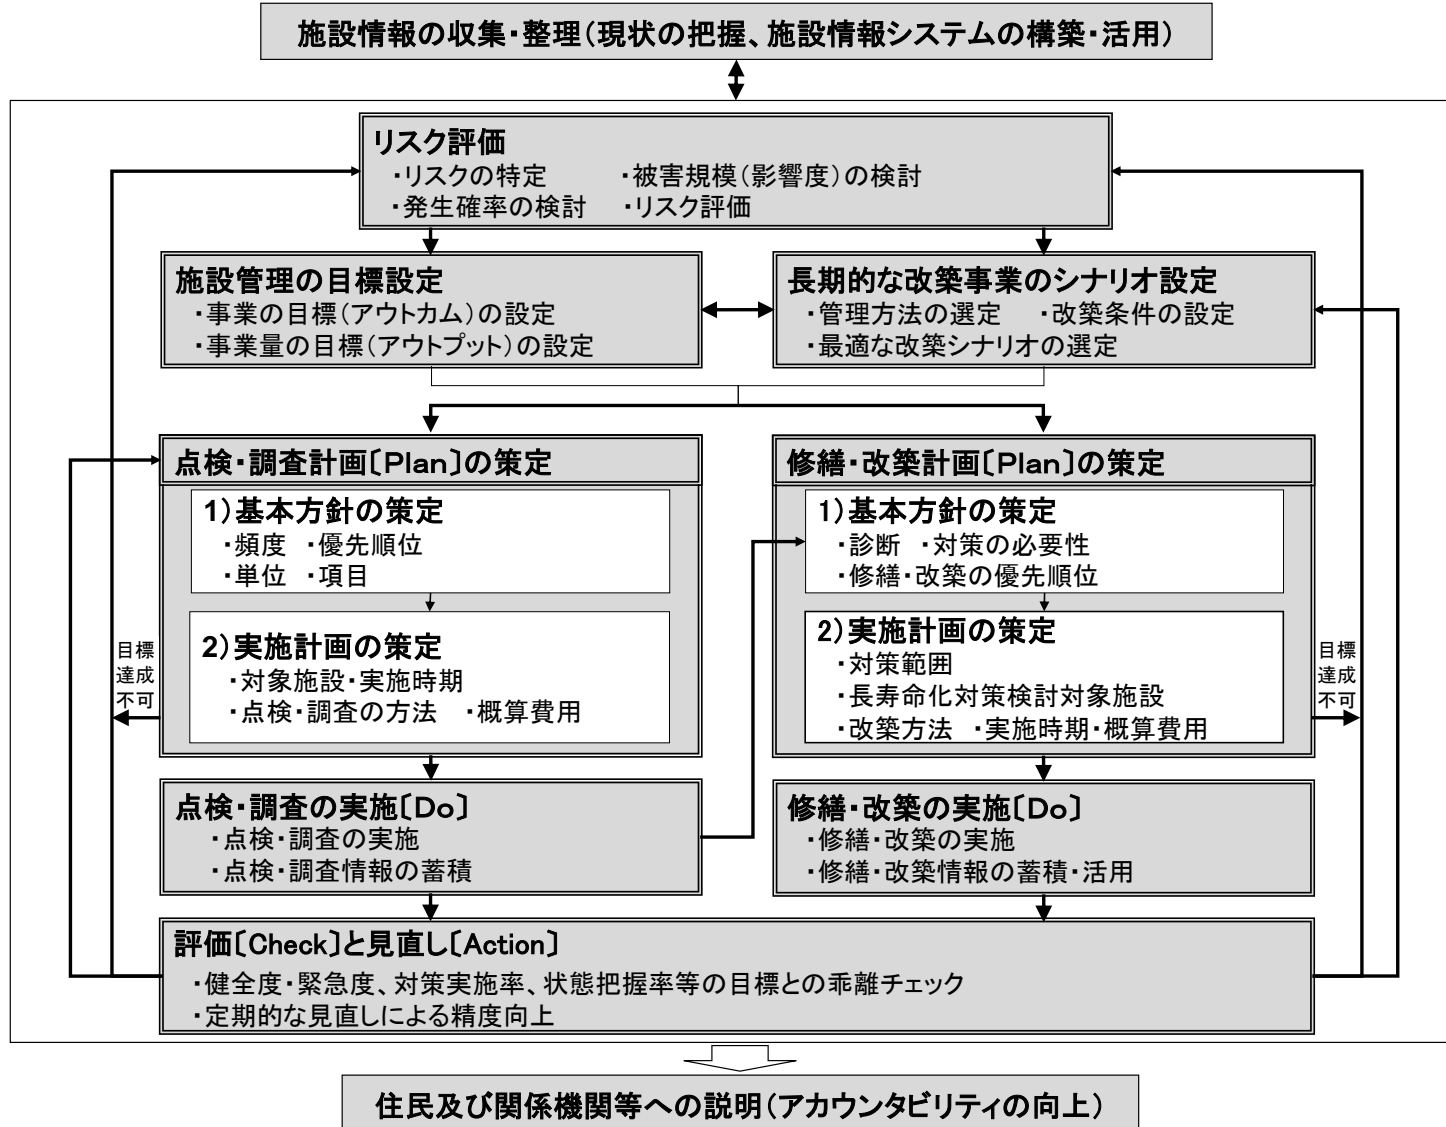 施設情報の収集・整理(現状の把握、施設情報システムの構築・活用)
リスク評価
・リスクの特定　・被害規模(影響度)の検討
・発生確率の検討　・リスク評価
施設管理の目標設定
・事業の目標(アウトカム)の設定
・事業量の目標(アウトプット)の設定
長期的な改築事業のシナリオ設定
・管理方法の選定　・改築条件の設定
・最適な改築シナリオの選定
点検・調査計画〔Plan〕の策定
1)基本方針の策定
・頻度　・優先順位
・単位　・項目
2)実施計画の策定
・対象施設・実施時期
・点検・調査の方法　・概算費用
目標
達成
不可
修繕・改築計画〔Plan〕の策定
1)基本方針の策定
・診断　・対策の必要性
・修繕・改築の優先順位
2)実施計画の策定
・対策範囲
・長寿命化対策検討対象施設
・改築方法　・実施時期・概算費用
目標
達成
不可
点検・調査の実施〔Do〕
・点検・調査の実施
・点検・調査情報の蓄積
修繕・改築の実施〔Do〕
・修繕・改築の実施
・修繕・改築情報の蓄積・活用
評価〔Check〕と見直し〔Action〕
・健全度・緊急度、対策実施率、状態把握率等の目標との乖離チェック
・定期的な見直しによる精度向上
住民及び関係機関等への説明(アカウンタビリティの向上)